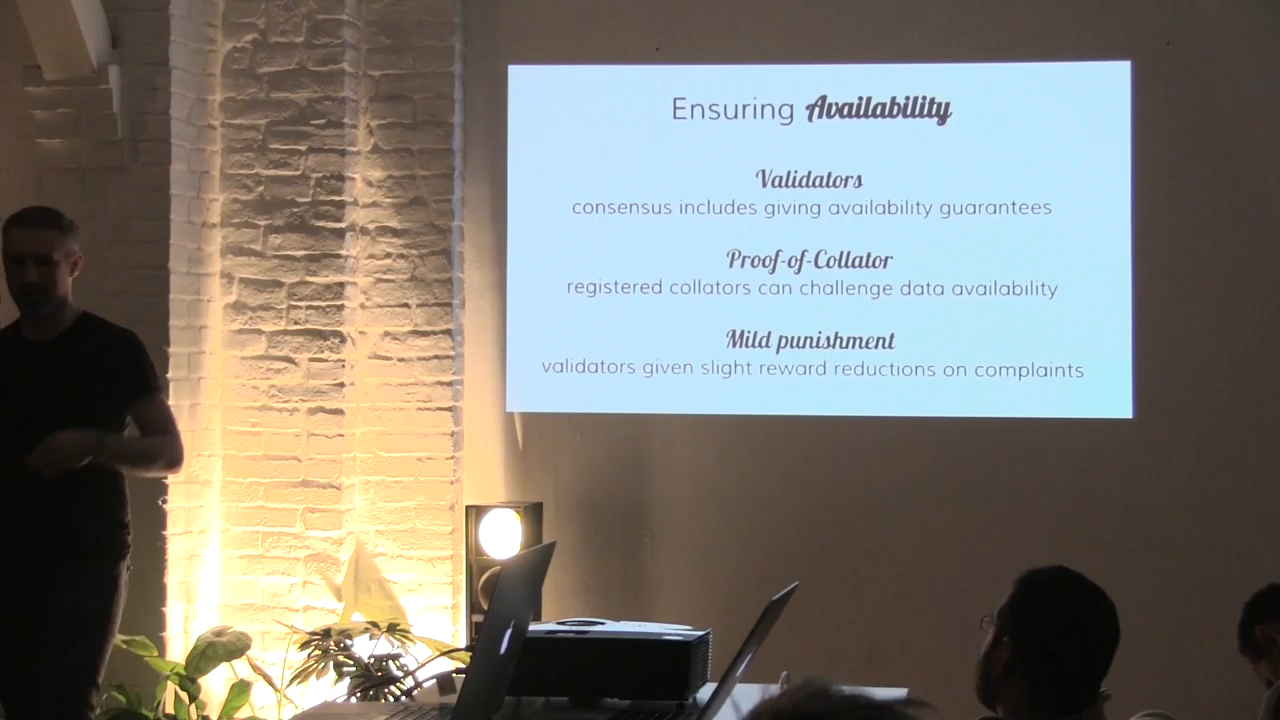 Ensuring Availability
Validators
consensus includes giving availability guarantees
Proof-of-Collator
registered collators can challenge data availability
Mild punishment
validators given slight reward reductions on complaints